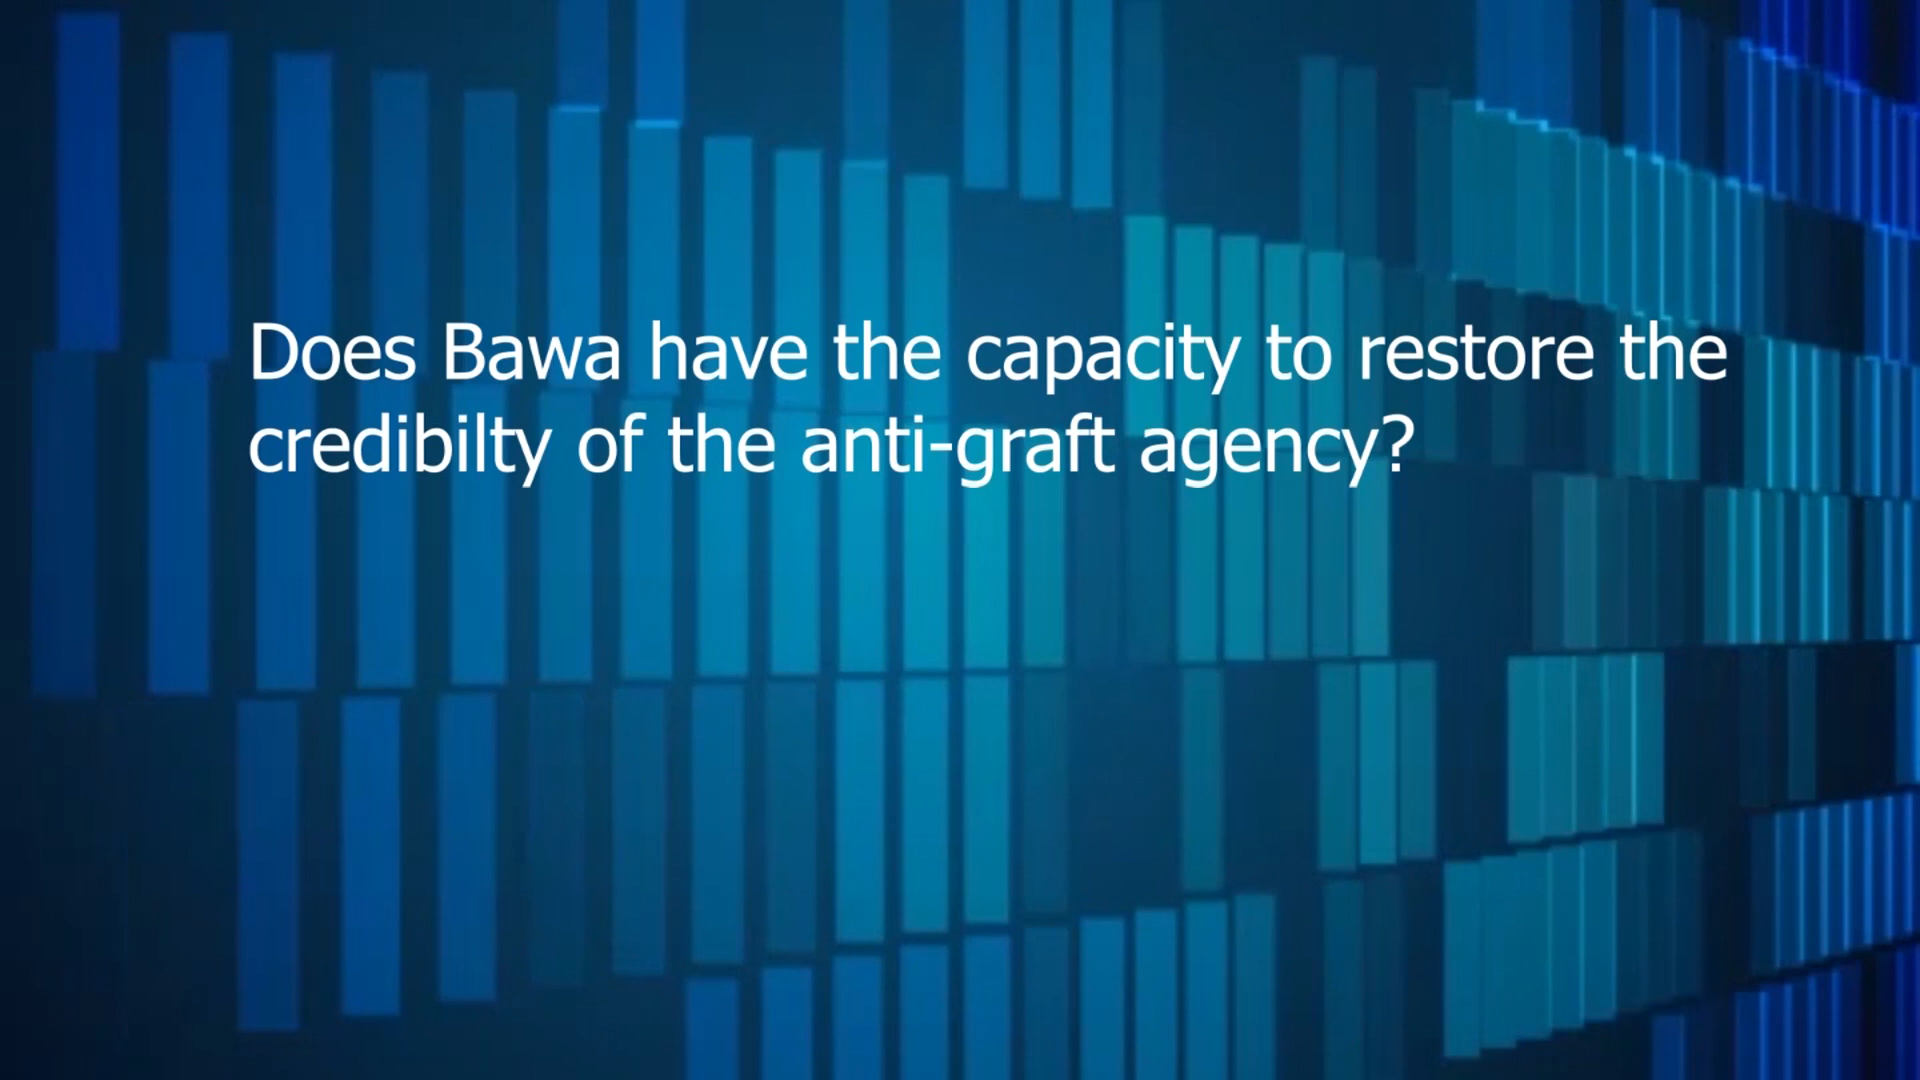 Does Bawa have the capacity to restore the
credibilty of the anti-graft agency?